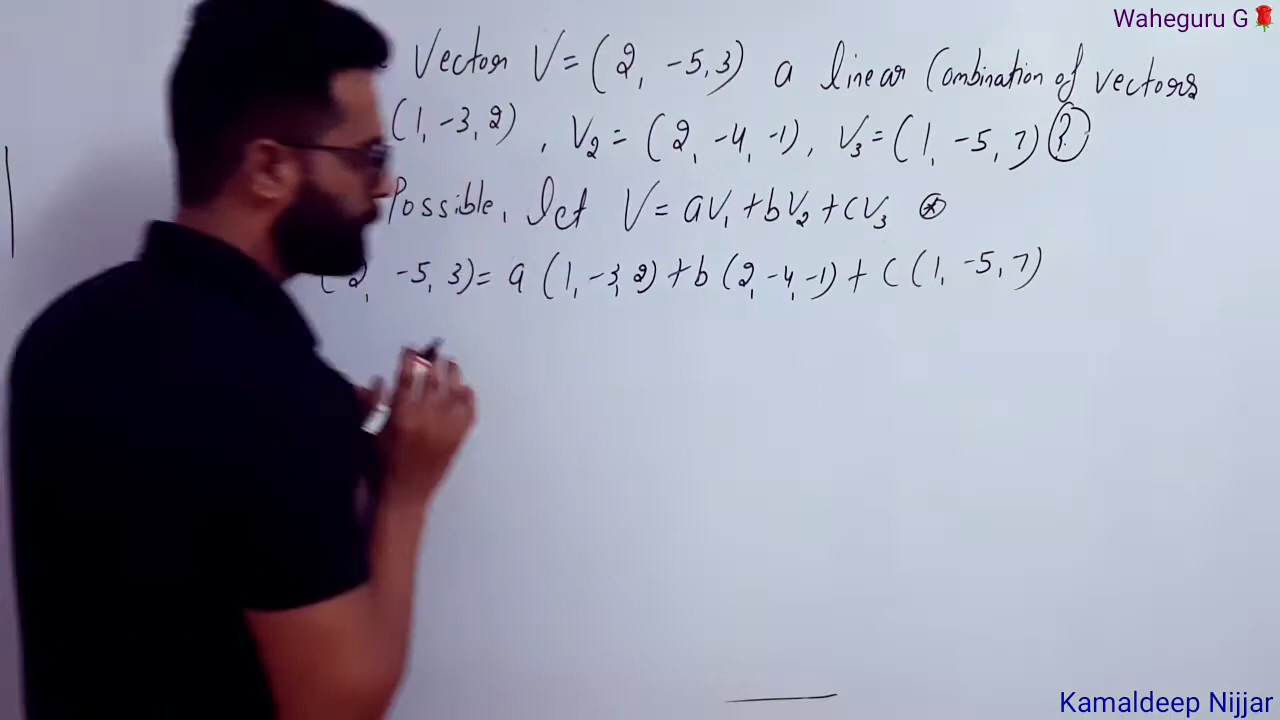 Waheguru G🌹
Vector V = (2, -5, 3) a linear Combination of vectors
(1, -3, 2), V₂ = (2, -4, -1), V₃ = (1, -5, 7) ?
Possible, let V = aV₁ + bV₂ + cV₃ ⊛
(2, -5, 3) = a (1, -3, 2) + b (2, -4, -1) + c (1, -5, 7)
Kamaldeep Nijjar